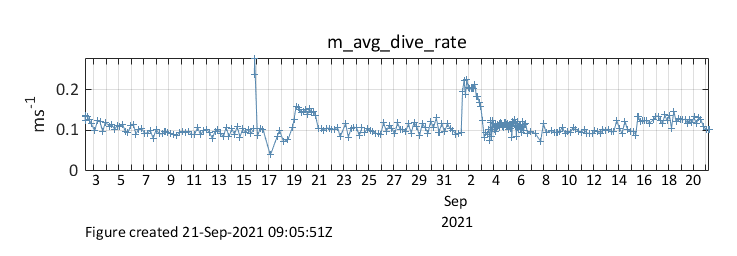 m_avg_dive_rate
ms-1
0.2
0.1
0
3 5 7 9 11 13 15 17 19 21 23 25 27 29 31 2 4 6 8 10 12 14 16 18 20
Sep
2021
Figure created 21-Sep-2021 09:05:51Z